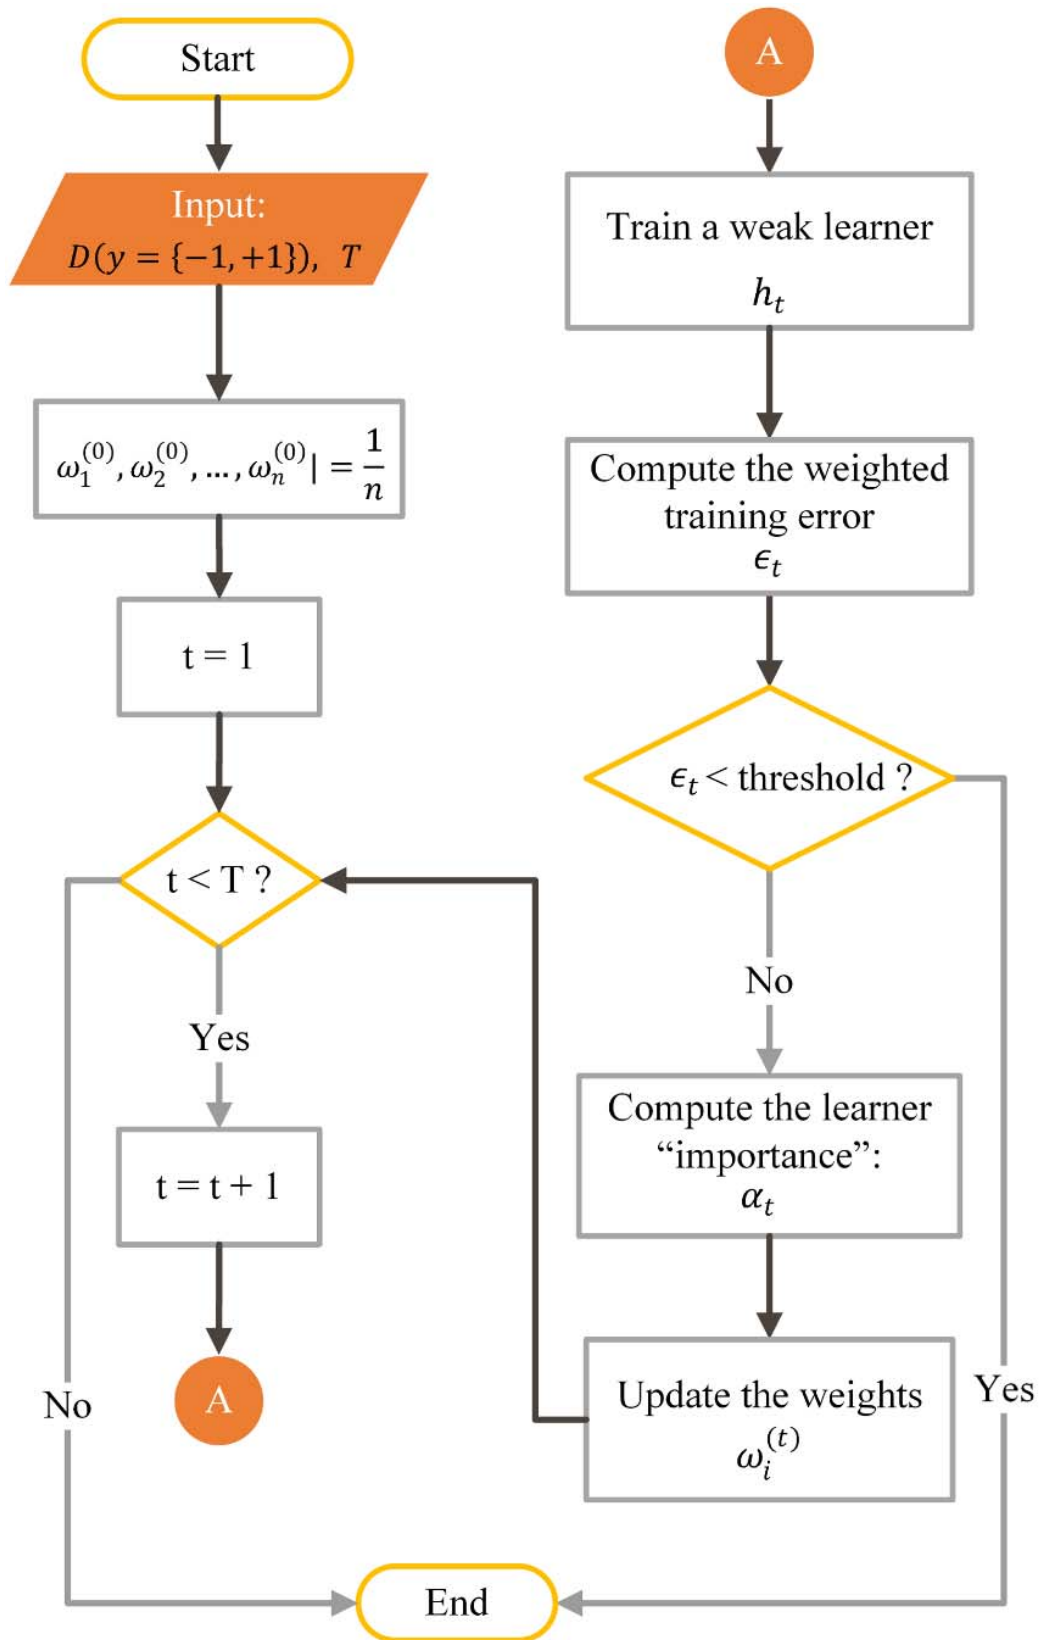 Start
Input:
D(y = {−1, +1}), T
ω₁⁽⁰⁾, ω₂⁽⁰⁾, ..., ωₙ⁽⁰⁾| = 1/n
t = 1
t < T ?
Yes
t = t + 1
A
No
A
Train a weak learner
hₜ
Compute the weighted
training error
ϵₜ
ϵₜ < threshold ?
No
Compute the learner
“importance”:
αₜ
Update the weights
ωᵢ⁽ᵗ⁾
Yes
End